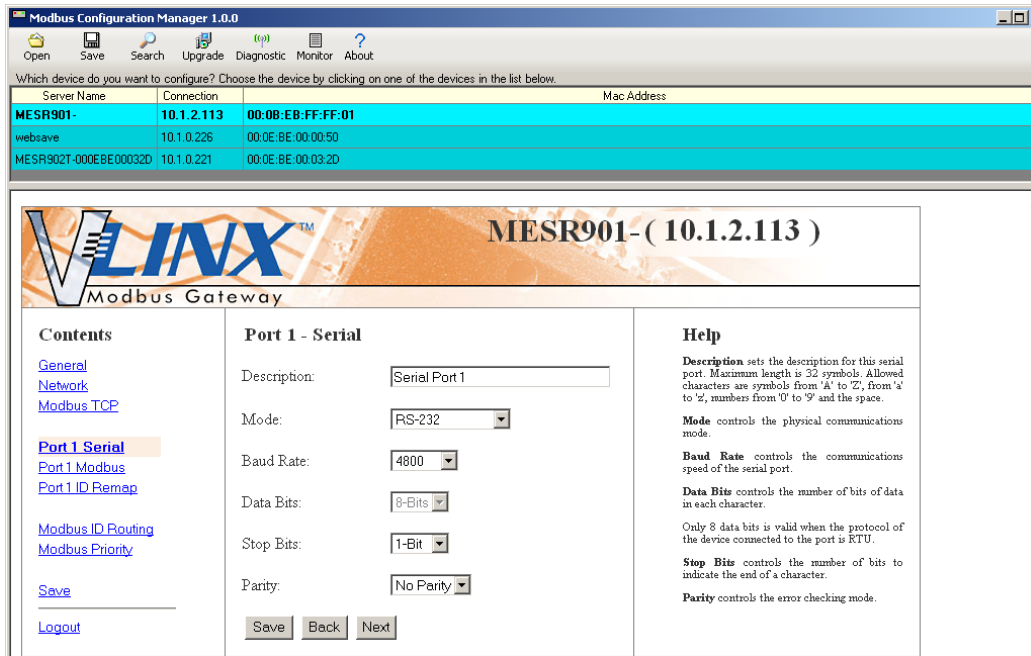 Modbus Configuration Manager 1.0.0
Open Save Search Upgrade Diagnostic Monitor About
Which device do you want to configure? Choose the device by clicking on one of the devices in the list below.
Server Name Connection Mac Address
MESR901- 10.1.2.113 00:0B:EB:FF:FF:01
websave 10.1.0.226 00:0E:BE:00:00:50
MESR902T-000EBE00032D 10.1.0.221 00:0E:BE:00:03:2D
VLINX™
Modbus Gateway
MESR901- ( 10.1.2.113 )
Contents
General
Network
Modbus TCP
Port 1 Serial
Port 1 Modbus
Port 1 ID Remap
Modbus ID Routing
Modbus Priority
Save
Logout
Port 1 - Serial
Description: Serial Port 1
Mode: RS-232
Baud Rate: 4800
Data Bits: 8-Bits
Stop Bits: 1-Bit
Parity: No Parity
Save Back Next
Help
Description sets the description for this serial
port. Maximum length is 32 symbols. Allowed
characters are symbols from 'A' to 'Z', from 'a'
to 'z', numbers from '0' to '9' and the space.
Mode controls the physical communications
mode.
Baud Rate controls the communications
speed of the serial port.
Data Bits controls the number of bits of data
in each character.
Only 8 data bits is valid when the protocol of
the device connected to the port is RTU.
Stop Bits controls the number of bits to
indicate the end of a character.
Parity controls the error checking mode.